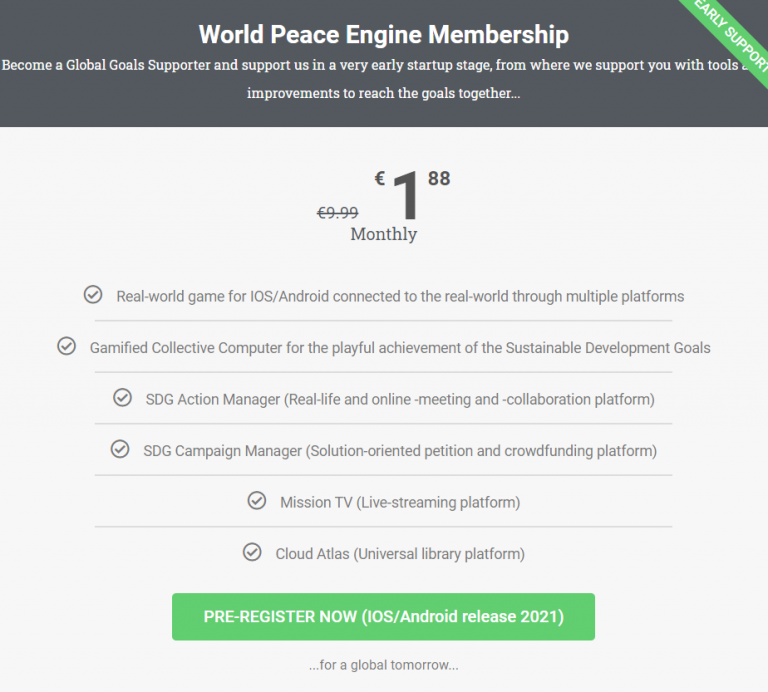 World Peace Engine Membership
EARLY SUPPORT
Become a Global Goals Supporter and support us in a very early startup stage, from where we support you with tools
improvements to reach the goals together...
€9.99 €1 88
Monthly
Real-world game for IOS/Android connected to the real-world through multiple platforms
Gamified Collective Computer for the playful achievement of the Sustainable Development Goals
SDG Action Manager (Real-life and online -meeting and -collaboration platform)
SDG Campaign Manager (Solution-oriented petition and crowdfunding platform)
Mission TV (Live-streaming platform)
Cloud Atlas (Universal library platform)
PRE-REGISTER NOW (IOS/Android release 2021)
...for a global tomorrow...